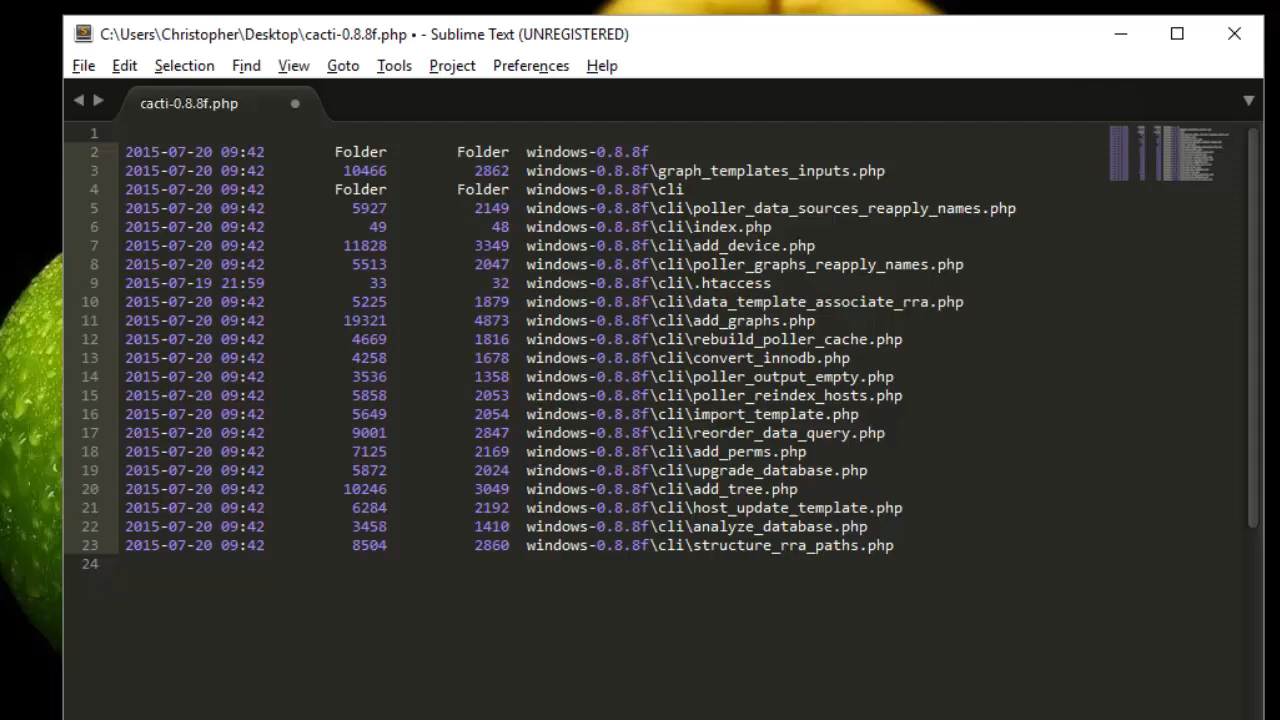 C:\Users\Christopher\Desktop\cacti-0.8.8f.php • - Sublime Text (UNREGISTERED)
File Edit Selection Find View Goto Tools Project Preferences Help
cacti-0.8.8f.php
1
2 2015-07-20 09:42 Folder Folder windows-0.8.8f
3 2015-07-20 09:42 10466 2862 windows-0.8.8f\graph_templates_inputs.php
4 2015-07-20 09:42 Folder Folder windows-0.8.8f\cli
5 2015-07-20 09:42 5927 2149 windows-0.8.8f\cli\poller_data_sources_reapply_names.php
6 2015-07-20 09:42 49 48 windows-0.8.8f\cli\index.php
7 2015-07-20 09:42 11828 3349 windows-0.8.8f\cli\add_device.php
8 2015-07-20 09:42 5513 2047 windows-0.8.8f\cli\poller_graphs_reapply_names.php
9 2015-07-19 21:59 33 32 windows-0.8.8f\cli\.htaccess
10 2015-07-20 09:42 5225 1879 windows-0.8.8f\cli\data_template_associate_rra.php
11 2015-07-20 09:42 19321 4873 windows-0.8.8f\cli\add_graphs.php
12 2015-07-20 09:42 4669 1816 windows-0.8.8f\cli\rebuild_poller_cache.php
13 2015-07-20 09:42 4258 1678 windows-0.8.8f\cli\convert_innodb.php
14 2015-07-20 09:42 3536 1358 windows-0.8.8f\cli\poller_output_empty.php
15 2015-07-20 09:42 5858 2053 windows-0.8.8f\cli\poller_reindex_hosts.php
16 2015-07-20 09:42 5649 2054 windows-0.8.8f\cli\import_template.php
17 2015-07-20 09:42 9001 2847 windows-0.8.8f\cli\reorder_data_query.php
18 2015-07-20 09:42 7125 2169 windows-0.8.8f\cli\add_perms.php
19 2015-07-20 09:42 5872 2024 windows-0.8.8f\cli\upgrade_database.php
20 2015-07-20 09:42 10246 3049 windows-0.8.8f\cli\add_tree.php
21 2015-07-20 09:42 6284 2192 windows-0.8.8f\cli\host_update_template.php
22 2015-07-20 09:42 3458 1410 windows-0.8.8f\cli\analyze_database.php
23 2015-07-20 09:42 8504 2860 windows-0.8.8f\cli\structure_rra_paths.php
24